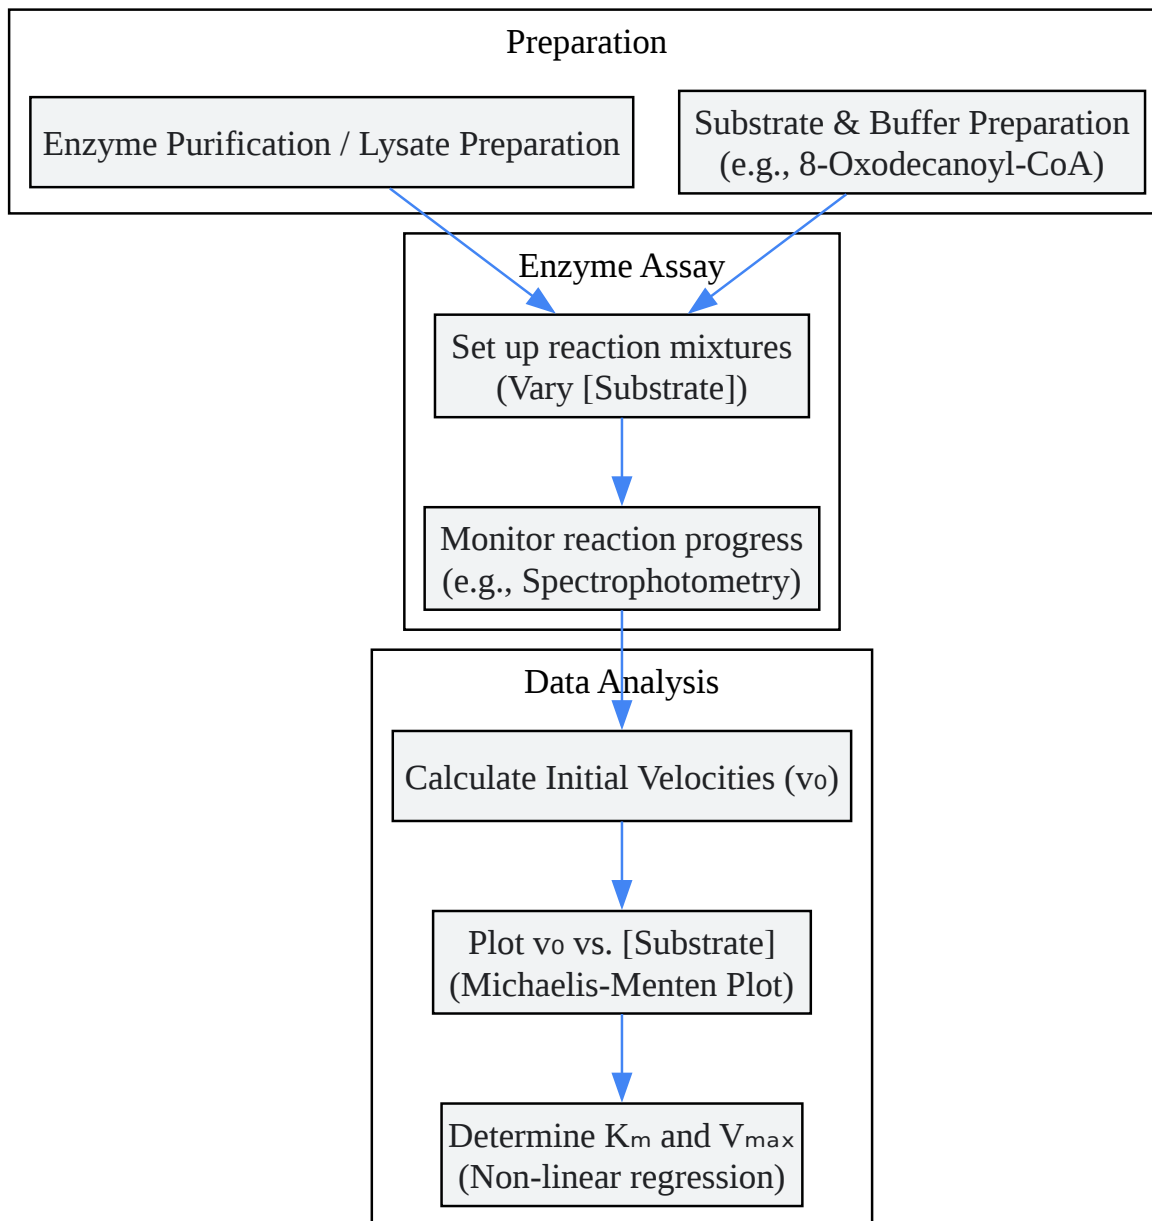 Preparation
Enzyme Purification / Lysate Preparation
Substrate & Buffer Preparation
(e.g., 8-Oxodecanoyl-CoA)
Enzyme Assay
Set up reaction mixtures
(Vary [Substrate])
Monitor reaction progress
(e.g., Spectrophotometry)
Data Analysis
Calculate Initial Velocities (v₀)
Plot v₀ vs. [Substrate]
(Michaelis-Menten Plot)
Determine Kₘ and Vₘₐₓ
(Non-linear regression)